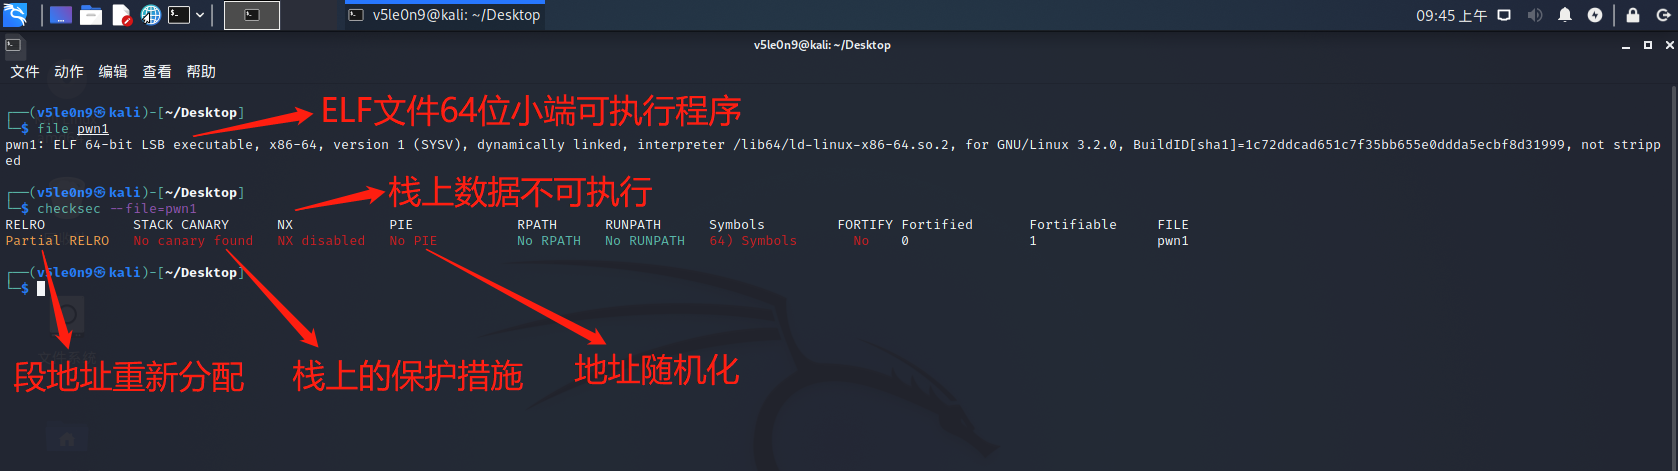 v5le0n9@kali: ~/Desktop
09:45 上午
v5le0n9@kali: ~/Desktop
文件 动作 编辑 查看 帮助
┌──(v5le0n9㉿kali)-[~/Desktop]
ELF文件64位小端可执行程序
└─$ file pwn1
pwn1: ELF 64-bit LSB executable, x86-64, version 1 (SYSV), dynamically linked, interpreter /lib64/ld-linux-x86-64.so.2, for GNU/Linux 3.2.0, BuildID[sha1]=1c72ddcad651c7f35bb655e0ddda5ecbf8d31999, not stripp
ed
┌──(v5le0n9㉿kali)-[~/Desktop]
栈上数据不可执行
└─$ checksec --file=pwn1
RELRO STACK CANARY NX PIE RPATH RUNPATH Symbols FORTIFY Fortified Fortifiable FILE
Partial RELRO No canary found NX disabled No PIE No RPATH No RUNPATH 64) Symbols No 0 1 pwn1
┌──(v5le0n9㉿kali)-[~/Desktop]
└─$
段地址重新分配
栈上的保护措施
地址随机化